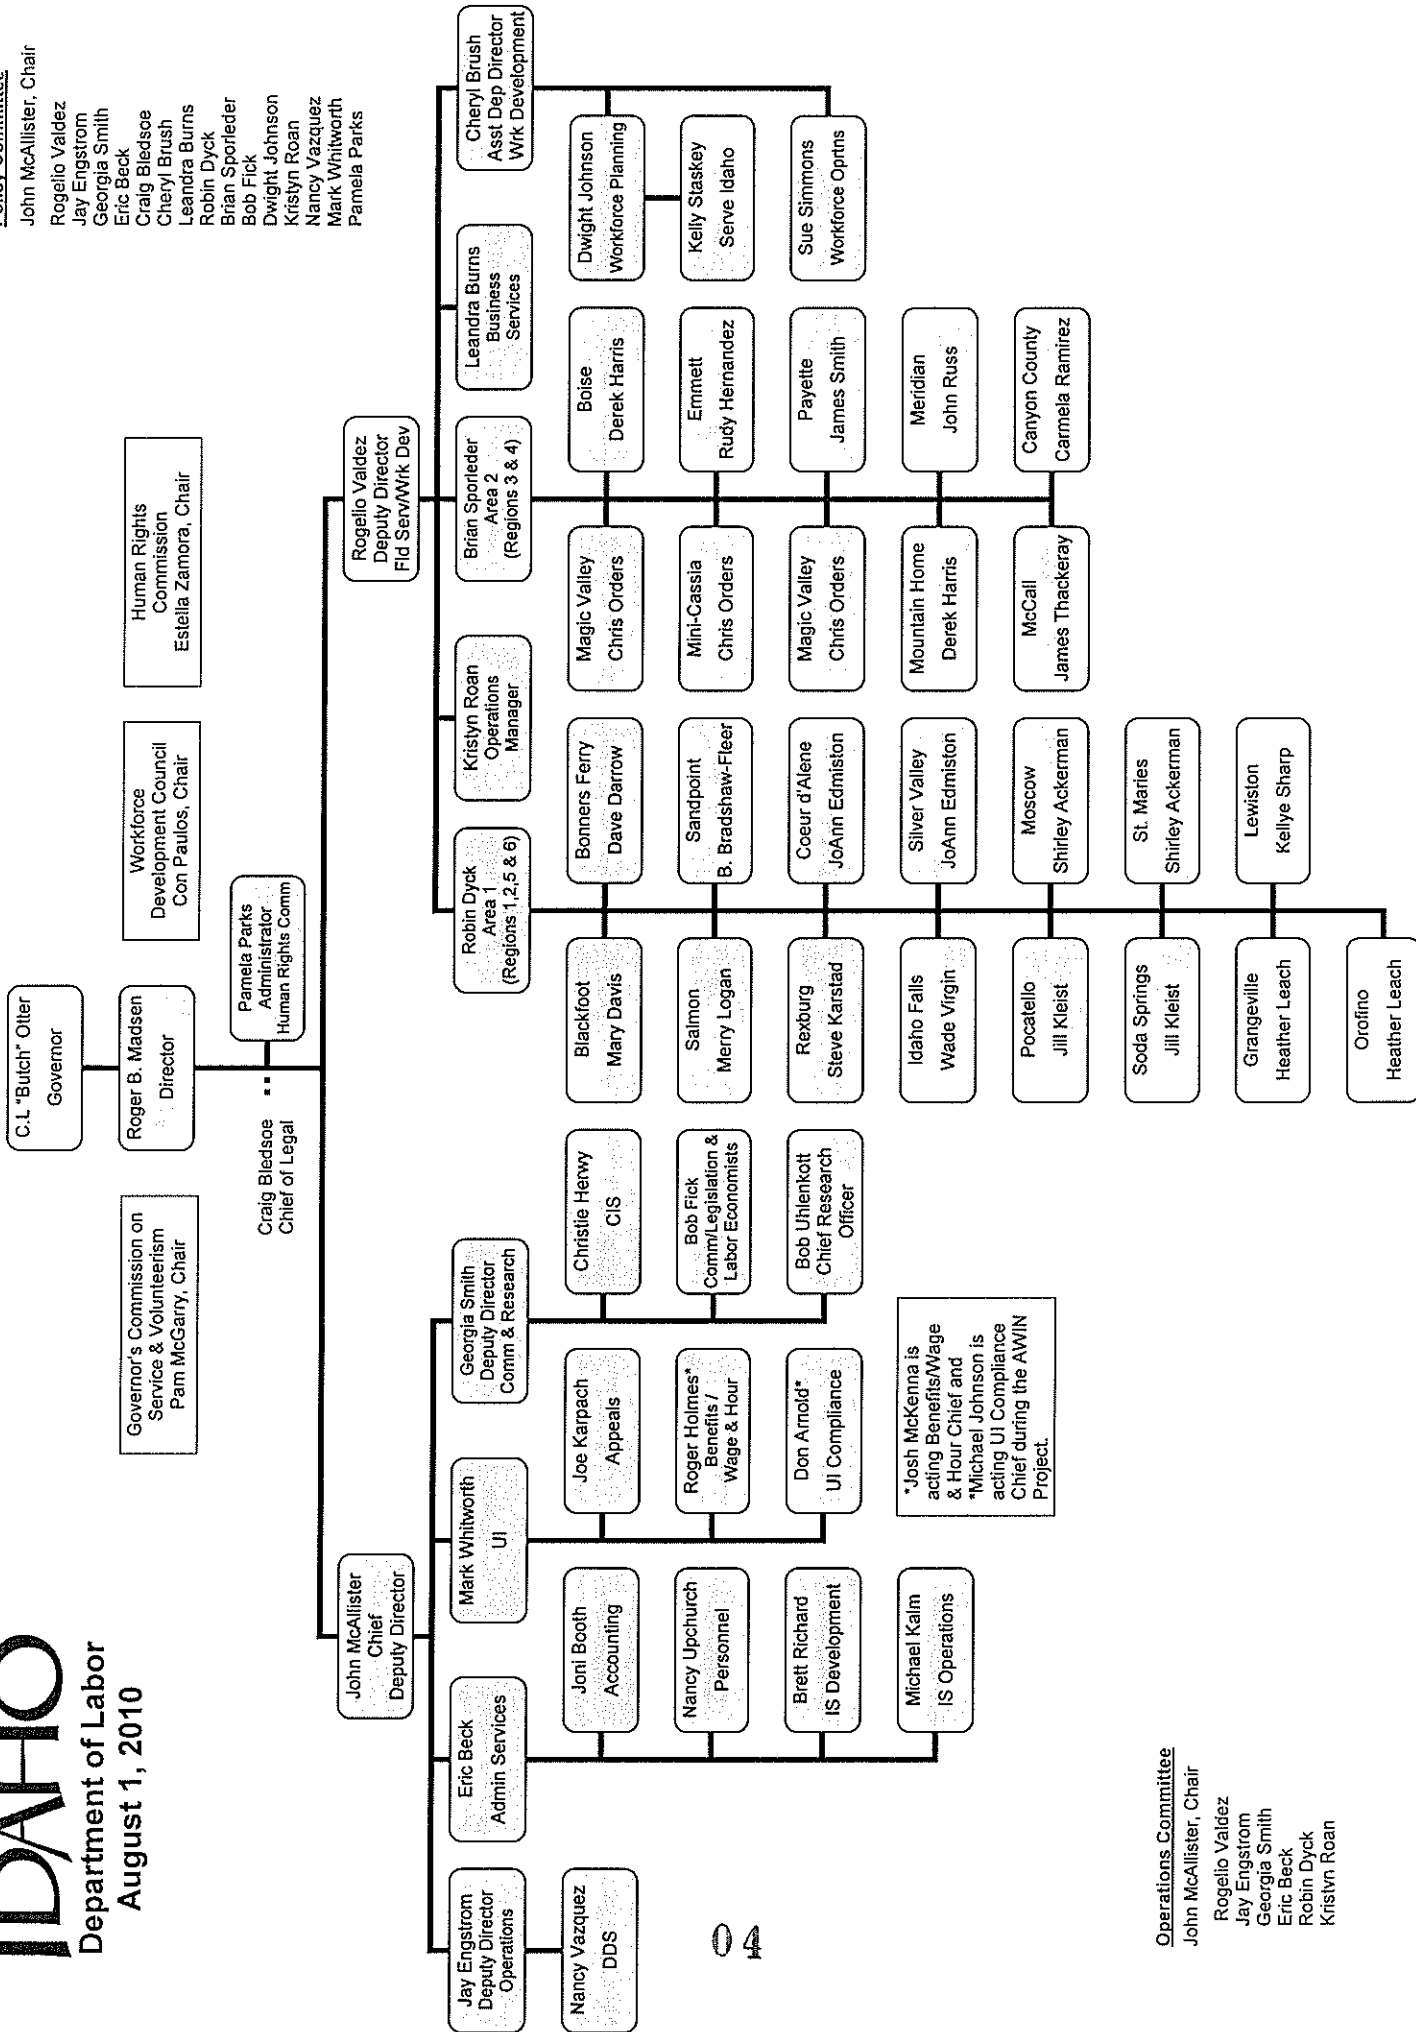 IDAHO
Department of Labor
August 1, 2010
C.L "Butch" Otter
Governor
Governor's Commission on
Service & Volunteerism
Pam McGarry, Chair
Roger B. Madsen
Director
Workforce
Development Council
Con Paulos, Chair
Human Rights
Commission
Estella Zamora, Chair
Policy Committee
John McAllister, Chair
Rogelio Valdez
Jay Engstrom
Georgia Smith
Eric Beck
Craig Bledsoe
Cheryl Brush
Leandra Burns
Robin Dyck
Brian Sporleder
Bob Fick
Dwight Johnson
Kristyn Roan
Nancy Vazquez
Mark Whitworth
Pamela Parks
Craig Bledsoe
Chief of Legal
Pamela Parks
Administrator
Human Rights Comm
John McAllister
Chief
Deputy Director
Rogelio Valdez
Deputy Director
Fld Serv/Wrk Dev
Jay Engstrom
Deputy Director
Operations
Eric Beck
Admin Services
Mark Whitworth
UI
Georgia Smith
Deputy Director
Comm & Research
Robin Dyck
Area 1
(Regions 1,2,5 & 6)
Kristyn Roan
Operations
Manager
Brian Sporleder
Area 2
(Regions 3 & 4)
Leandra Burns
Business
Services
Cheryl Brush
Asst Dep Director
Wrk Development
Nancy Vazquez
DDS
Joni Booth
Accounting
Joe Karpach
Appeals
Christie Herwy
CIS
Blackfoot
Mary Davis
Bonners Ferry
Dave Darrow
Magic Valley
Chris Orders
Boise
Derek Harris
Dwight Johnson
Workforce Planning
Nancy Upchurch
Personnel
Roger Holmes*
Benefits /
Wage & Hour
Bob Fick
Comm/Legislation &
Labor Economists
Salmon
Merry Logan
Sandpoint
B. Bradshaw-Fleer
Mini-Cassia
Chris Orders
Emmett
Rudy Hernandez
Kelly Staskey
Serve Idaho
Brett Richard
IS Development
Don Arnold*
UI Compliance
Bob Uhlenkott
Chief Research
Officer
Rexburg
Steve Karstad
Coeur d'Alene
JoAnn Edmiston
Magic Valley
Chris Orders
Payette
James Smith
Sue Simmons
Workforce Oprtns
Michael Kalm
IS Operations
*Josh McKenna is
acting Benefits/Wage
& Hour Chief and
*Michael Johnson is
acting UI Compliance
Chief during the AWIN
Project.
Idaho Falls
Wade Virgin
Silver Valley
JoAnn Edmiston
Mountain Home
Derek Harris
Meridian
John Russ
Pocatello
Jill Kleist
Moscow
Shirley Ackerman
McCall
James Thackeray
Canyon County
Carmela Ramirez
Soda Springs
Jill Kleist
St. Maries
Shirley Ackerman
Grangeville
Heather Leach
Lewiston
Kellye Sharp
Orofino
Heather Leach
Operations Committee
John McAllister, Chair
Rogelio Valdez
Jay Engstrom
Georgia Smith
Eric Beck
Robin Dyck
Kristyn Roan
04